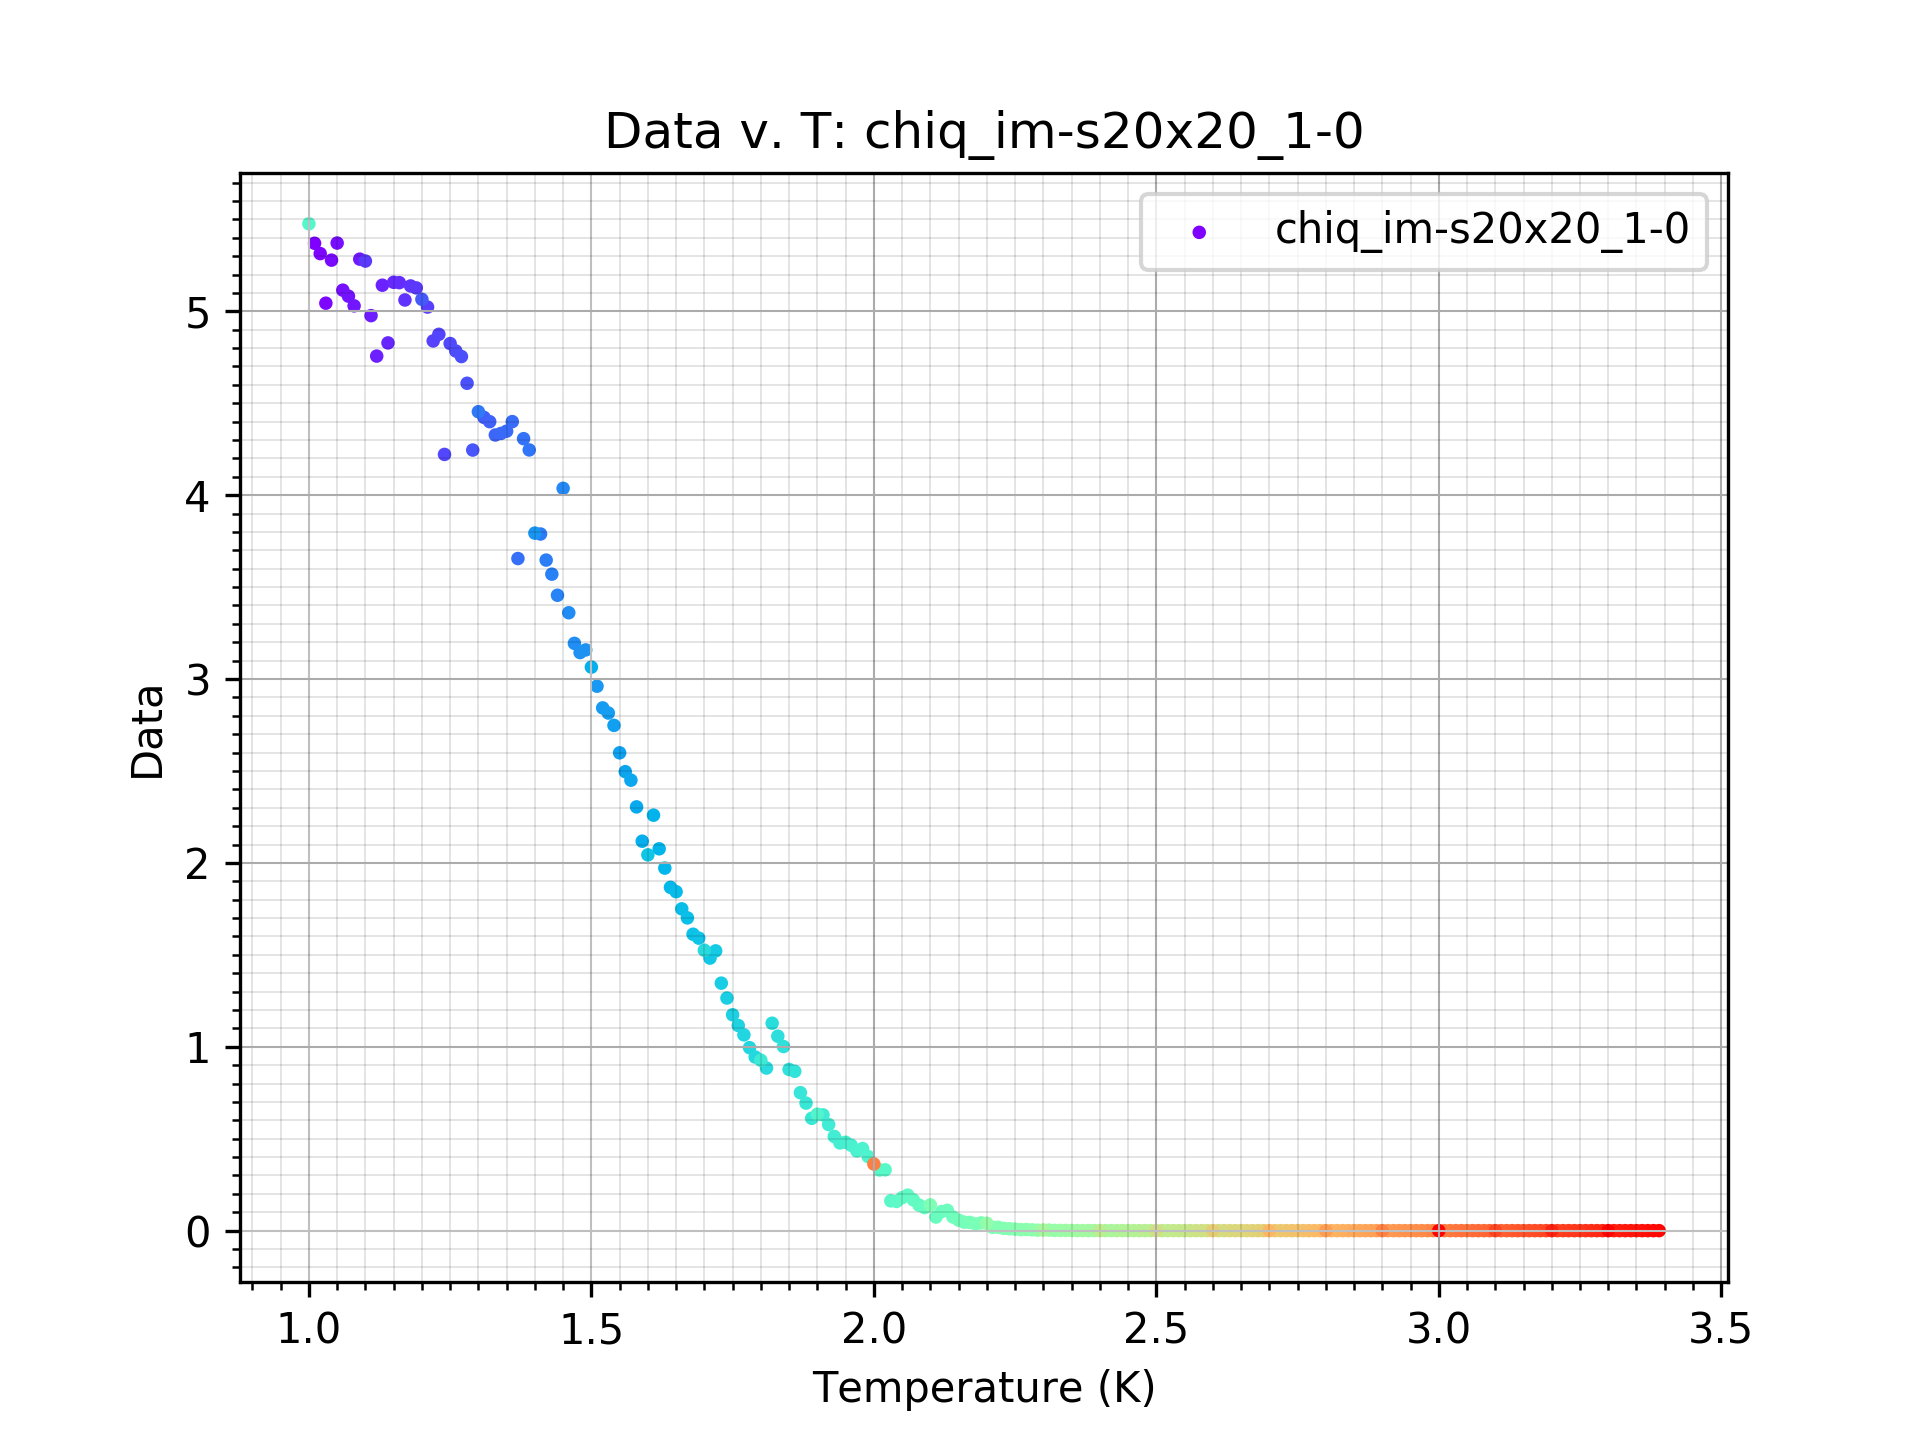 Data v. T: chiq_im-s20x20_1-0
chiq_im-s20x20_1-0
5
4
3
2
1
0
Data
1.0 1.5 2.0 2.5 3.0 3.5
Temperature (K)